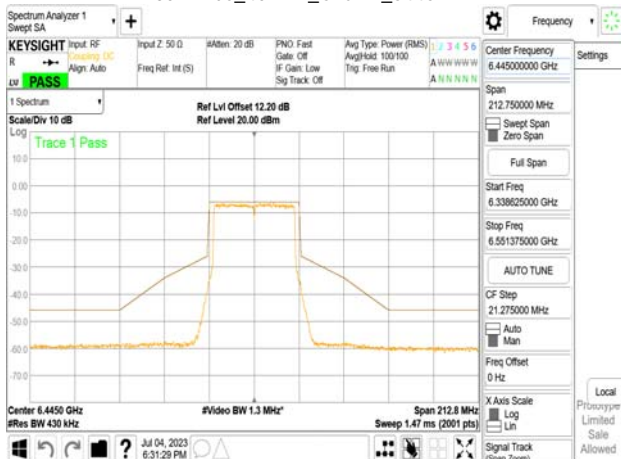 Spectrum Analyzer 1
Swept SA
+
Frequency
KEYSIGHT
R
LXI
PASS
Input: RF
Coupling: DC
Align: Auto
Input Z: 50 Ω
Freq Ref: Int (S)
#Atten: 20 dB
PNO: Fast
Gate: Off
IF Gain: Low
Sig Track: Off
Avg Type: Power (RMS)
Avg|Hold: 100/100
Trig: Free Run
1 2 3 4 5 6
A W W W W W
A N N N N N
1 Spectrum
Scale/Div 10 dB
Ref Lvl Offset 12.20 dB
Ref Level 20.00 dBm
Log
Trace 1 Pass
10.0
0.00
-10.0
-20.0
-30.0
-40.0
-50.0
-60.0
-70.0
Center 6.4450 GHz
#Res BW 430 kHz
#Video BW 1.3 MHz*
Span 212.8 MHz
Sweep 1.47 ms (2001 pts)
Jul 04, 2023
6:31:29 PM
?
Center Frequency
6.445000000 GHz
Settings
Span
212.750000 MHz
Swept Span
Zero Span
Full Span
Start Freq
6.338625000 GHz
Stop Freq
6.551375000 GHz
AUTO TUNE
CF Step
21.275000 MHz
Auto
Man
Freq Offset
0 Hz
X Axis Scale
Log
Lin
Signal Track
(Span Zoom)
Local
Prototype
Limited
Sale
Allowed